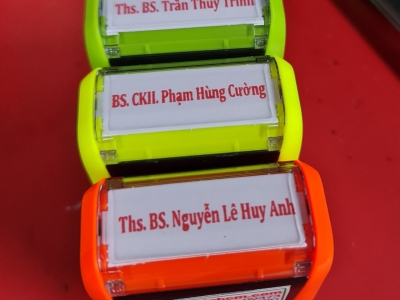 Ths. BS. Trần Thuỳ Trinh
BS. CKII. Phạm Hùng Cường
Ths. BS. Nguyễn Lê Huy Anh